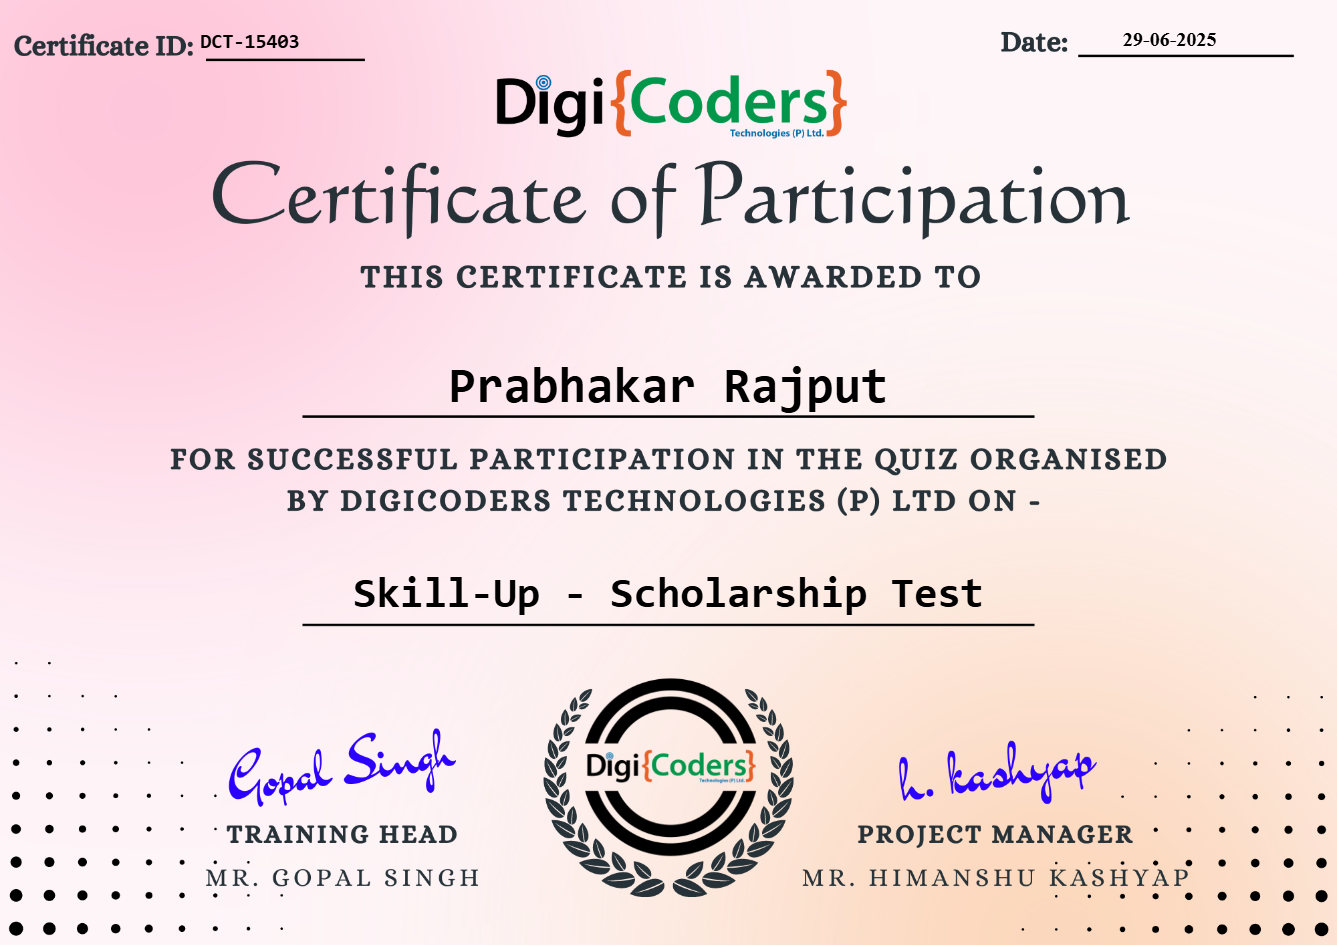 Certificate ID: DCT-15403
Date: 29-06-2025
Digi{Coders}
Technologies (P) Ltd.
Certificate of Participation
THIS CERTIFICATE IS AWARDED TO
Prabhakar Rajput
FOR SUCCESSFUL PARTICIPATION IN THE QUIZ ORGANISED
BY DIGICODERS TECHNOLOGIES (P) LTD ON -
Skill-Up - Scholarship Test
Gopal Singh
TRAINING HEAD
MR. GOPAL SINGH
Digi{Coders}
Technologies (P) Ltd.
h. kashyap
PROJECT MANAGER
MR. HIMANSHU KASHYAP